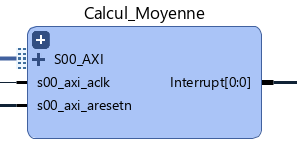 Calcul_Moyenne
S00_AXI
s00_axi_aclk Interrupt[0:0]
s00_axi_aresetn